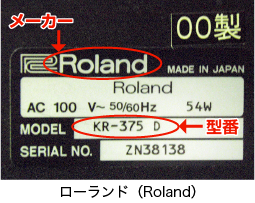 メーカー
00製
Roland
MADE IN JAPAN
Roland
AC 100 V~ 50/60Hz 54W
MODEL KR-375 D
型番
SERIAL NO. ZN38138
ローランド（Roland）